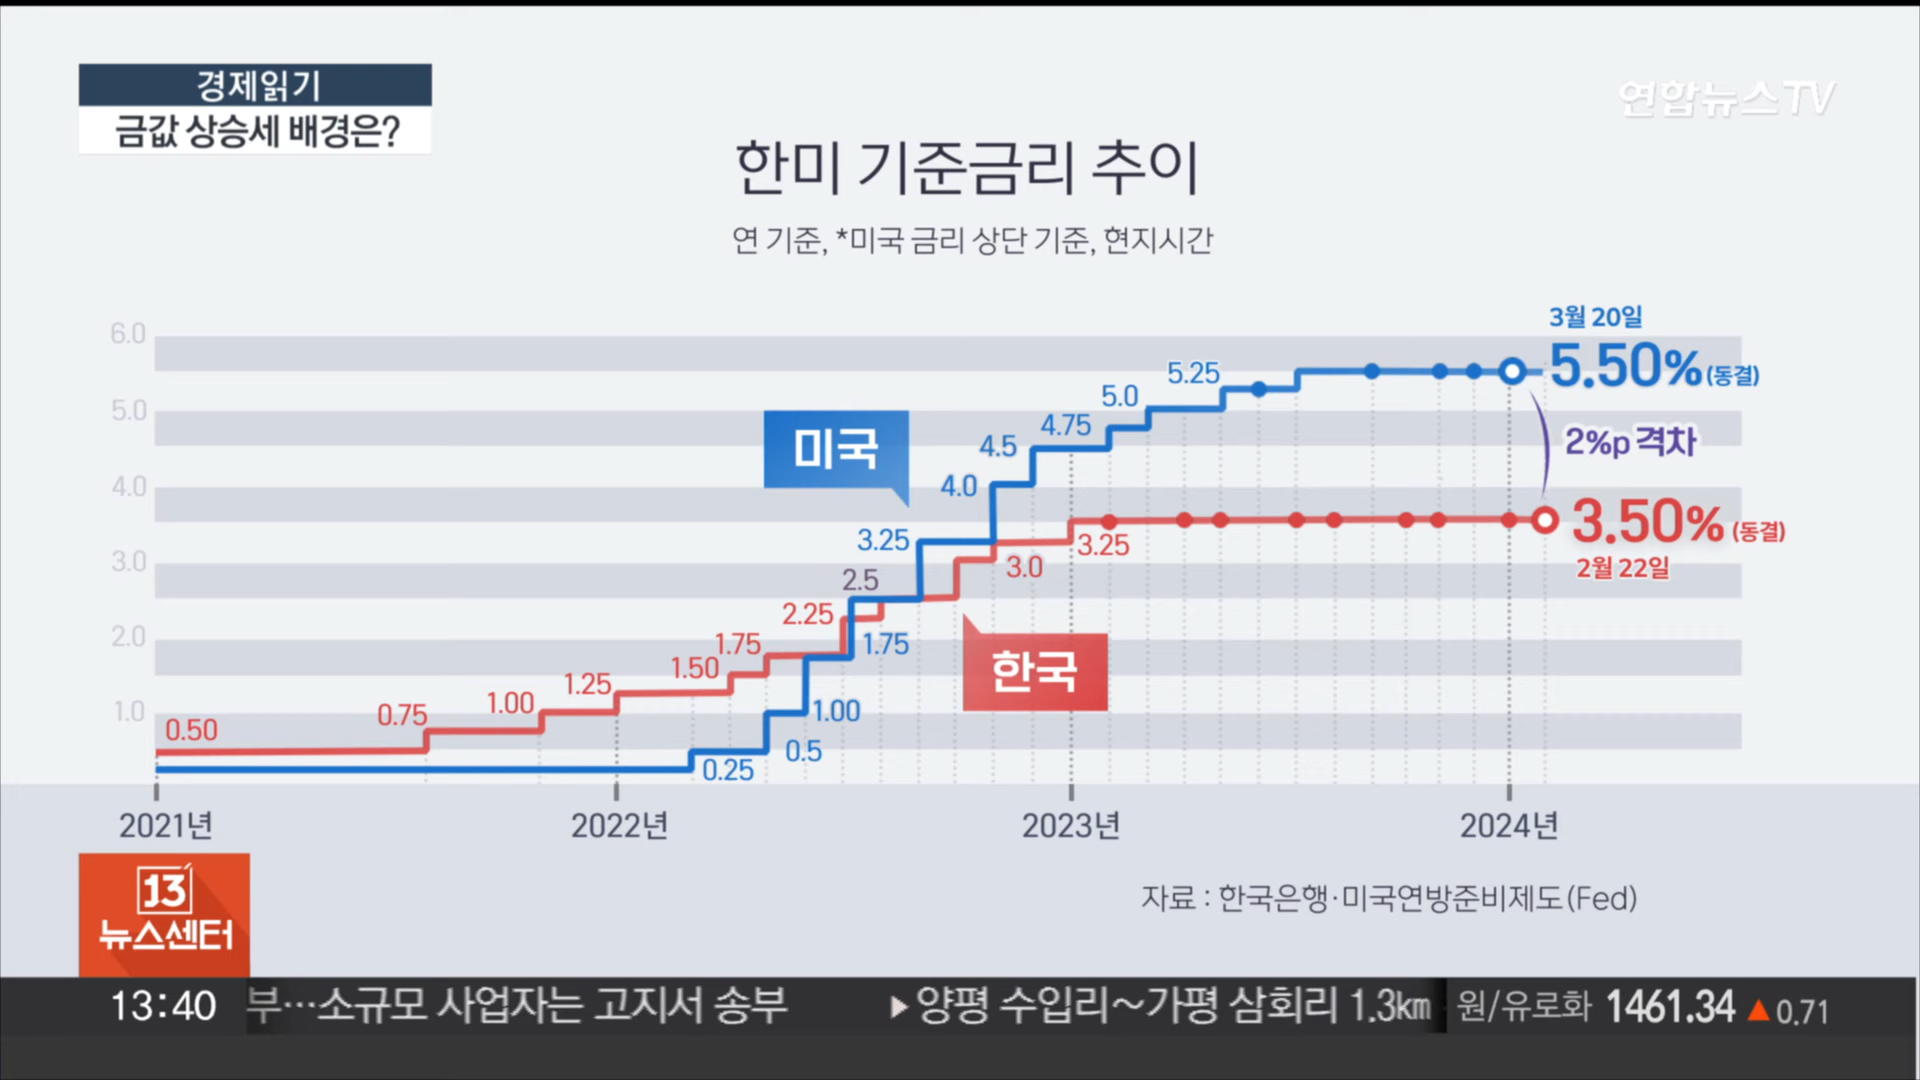 경제읽기
금값 상승세 배경은?
연합뉴스TV
한미 기준금리 추이
연 기준, *미국 금리 상단 기준, 현지시간
6.0
5.0
4.0
3.0
2.0
1.0
3월 20일
5.50% (동결)
2%p 격차
3.50% (동결)
2월 22일
미국
5.25
5.0
4.75
4.5
4.0
3.25
2.5
1.75
1.00
0.5
0.25
한국
0.50
0.75
1.00
1.25
1.50
1.75
2.25
3.0
3.25
2021년 2022년 2023년 2024년
자료 : 한국은행·미국연방준비제도(Fed)
13
뉴스센터
13:40 부…소규모 사업자는 고지서 송부 ▶양평 수입리~가평 삼회리 1.3km 원/유로화 1461.34 ▲0.71